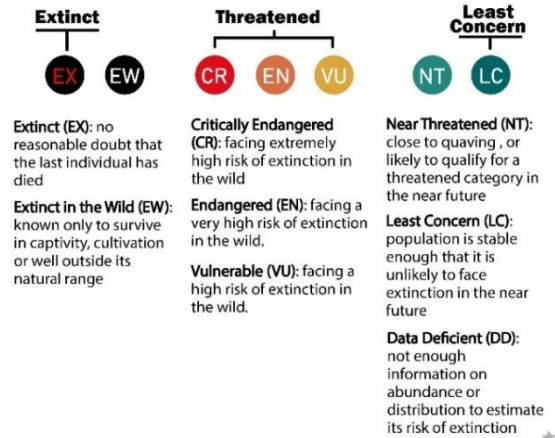 Extinct
EX EW
Extinct (EX): no
reasonable doubt that
the last individual has
died
Extinct in the Wild (EW):
known only to survive
in captivity, cultivation
or well outside its
natural range
Threatened
CR EN VU
Critically Endangered
(CR): facing extremely
high risk of extinction in
the wild
Endangered (EN): facing a
very high risk of extinction
in the wild.
Vulnerable (VU): facing a
high risk of extinction in
the wild.
Least
Concern
NT LC
Near Threatened (NT):
close to quaving , or
likely to qualify for a
threatened category in
the near future
Least Concern (LC):
population is stable
enough that it is
unlikely to face
extinction in the near
future
Data Deficient (DD):
not enough
information on
abundance or
distribution to estimate
its risk of extinction